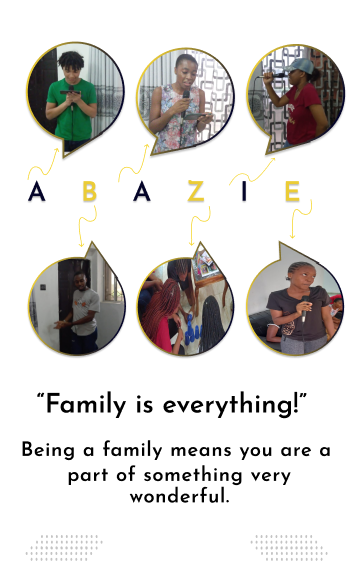 A B A Z I E
“Family is everything!”
Being a family means you are a
part of something very
wonderful.